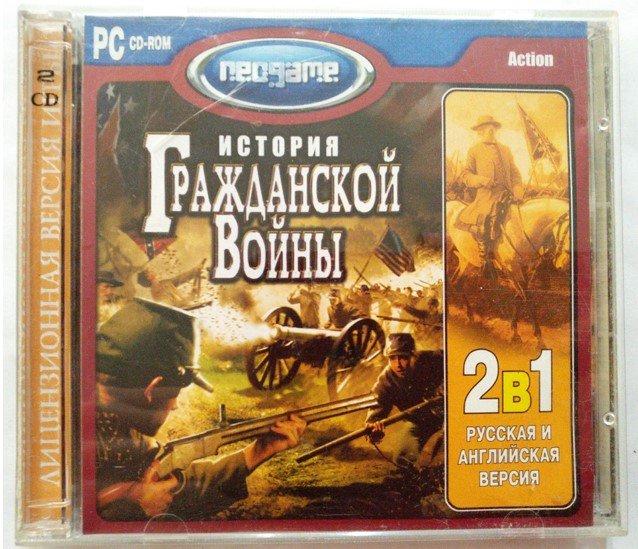 PC CD-ROM
neogame
Action
2
CD
ЛИЦЕНЗИОННАЯ ВЕРСИЯ И
ИСТОРИЯ
ГРАЖДАНСКОЙ
ВОЙНЫ
2в1
РУССКАЯ И
АНГЛИЙСКАЯ
ВЕРСИЯ